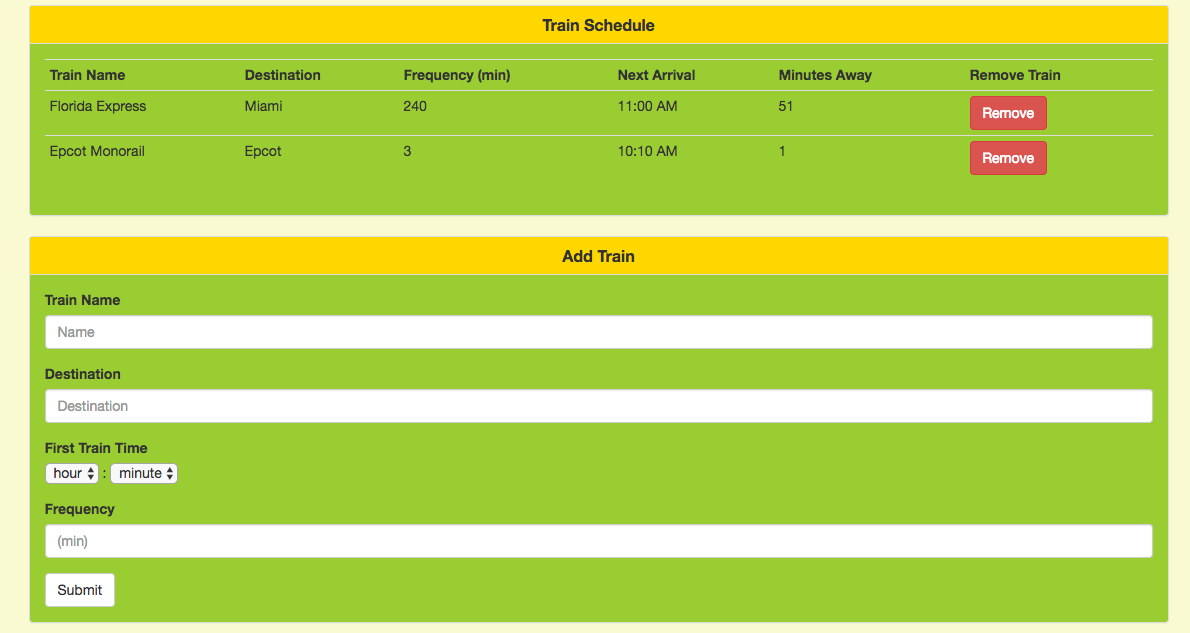 Train Schedule
Train Name Destination Frequency (min) Next Arrival Minutes Away Remove Train
Florida Express Miami 240 11:00 AM 51 Remove
Epcot Monorail Epcot 3 10:10 AM 1 Remove
Add Train
Train Name
Name
Destination
Destination
First Train Time
hour : minute
Frequency
(min)
Submit